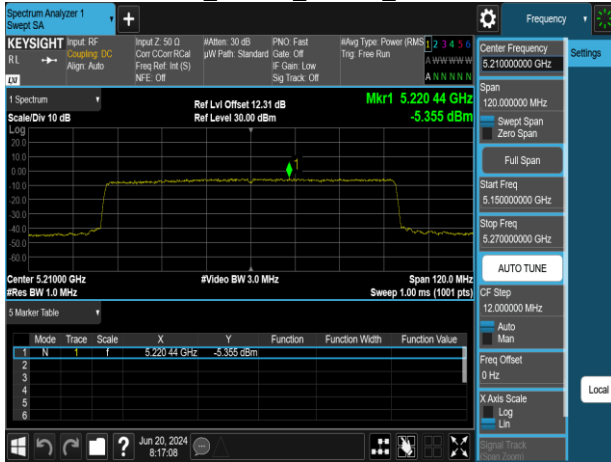 Spectrum Analyzer 1
Swept SA
+
Frequency
KEYSIGHT
RL
LXI
Input: RF
Coupling: DC
Align: Auto
Input Z: 50 Ω
Corr CCorr RCal
Freq Ref: Int (S)
NFE: Off
#Atten: 30 dB
µW Path: Standard
PNO: Fast
Gate: Off
IF Gain: Low
Sig Track: Off
#Avg Type: Power (RMS
Trig: Free Run
1 2 3 4 5 6
A W W W W W
A N N N N N
1 Spectrum
Scale/Div 10 dB
Log
Ref Lvl Offset 12.31 dB
Ref Level 30.00 dBm
Mkr1 5.220 44 GHz
-5.355 dBm
20.0
10.0
0.00
-10.0
-20.0
-30.0
-40.0
-50.0
-60.0
1
Center 5.21000 GHz
#Res BW 1.0 MHz
#Video BW 3.0 MHz
Span 120.0 MHz
Sweep 1.00 ms (1001 pts)
5 Marker Table
Mode Trace Scale X Y Function Function Width Function Value
1 N 1 f 5.220 44 GHz -5.355 dBm
2
3
4
5
6
Center Frequency
5.210000000 GHz
Settings
Span
120.000000 MHz
Swept Span
Zero Span
Full Span
Start Freq
5.150000000 GHz
Stop Freq
5.270000000 GHz
AUTO TUNE
CF Step
12.000000 MHz
Auto
Man
Freq Offset
0 Hz
X Axis Scale
Log
Lin
Local
Signal Track
(Span Zoom)
?
Jun 20, 2024
8:17:08